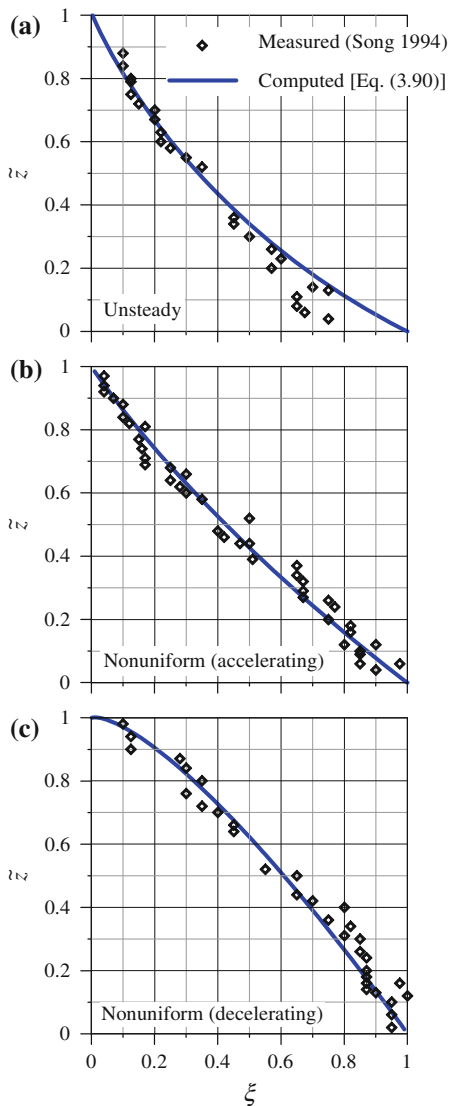 (a)
1
Measured (Song 1994)
0.8
Computed [Eq. (3.90)]
0.6
z̃
0.4
0.2
Unsteady
0
(b)
1
0.8
0.6
z̃
0.4
0.2
Nonuniform (accelerating)
0
(c)
1
0.8
0.6
z̃
0.4
0.2
Nonuniform (decelerating)
0
0 0.2 0.4 0.6 0.8 1
ξ